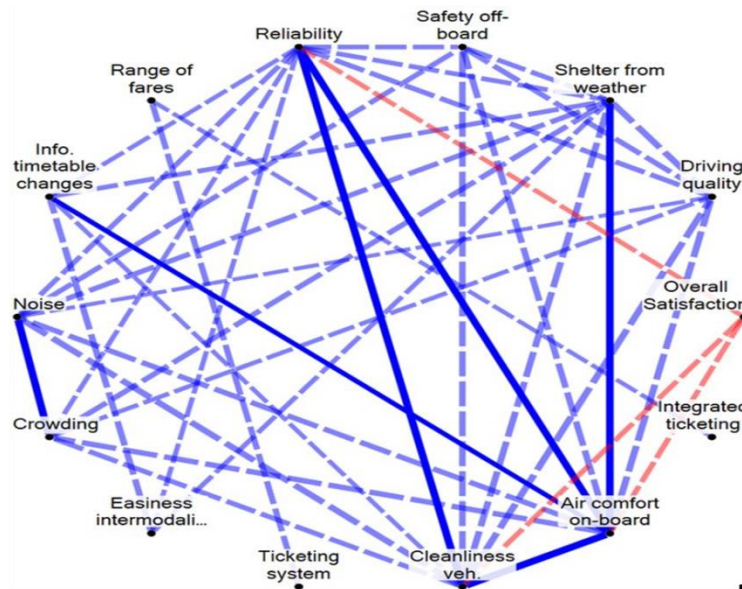 Reliability
Safety off-
board
Range of
fares
Shelter from
weather
Info.
timetable
changes
Driving
quality
Noise
Overall
Satisfaction
Crowding
Integrated
ticketing
Easiness
intermodali...
Air comfort
on-board
Ticketing
system
Cleanliness
veh.